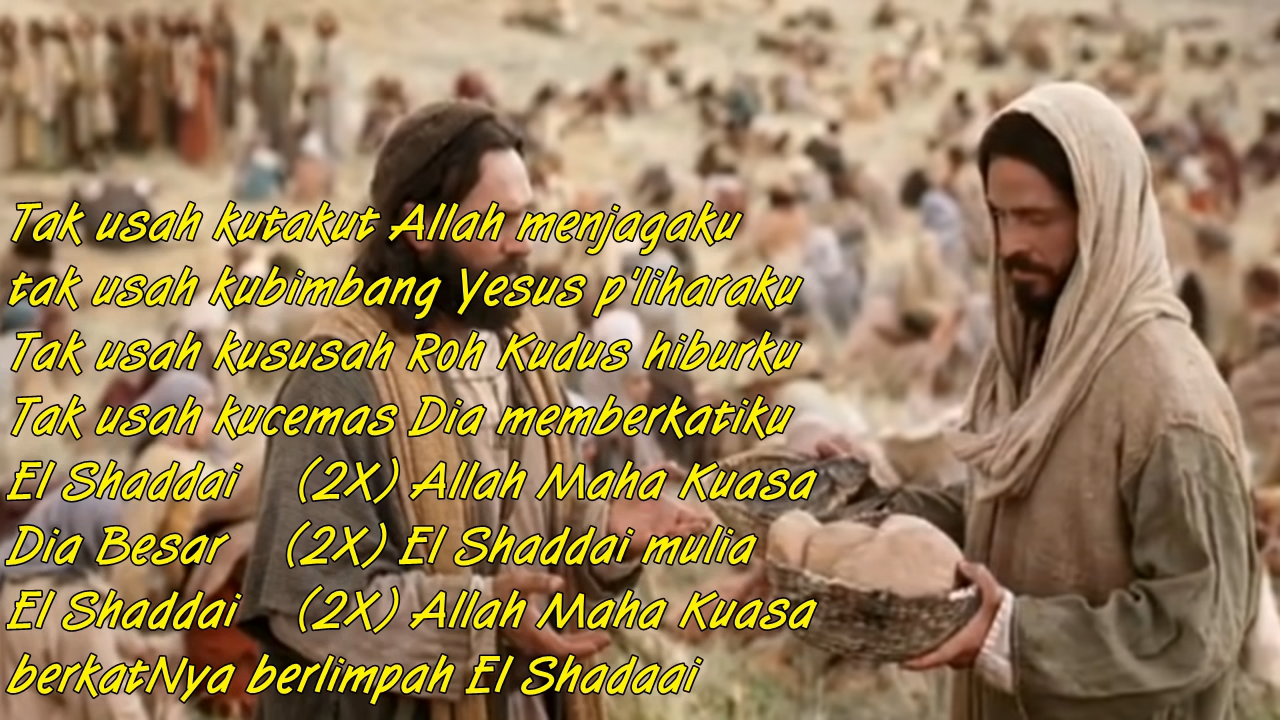 Tak usah kutakut Allah menjagaku
tak usah kubimbang Yesus p'liharaku
Tak usah kususah Roh Kudus hiburku
Tak usah kucemas Dia memberkatiku
El Shaddai (2X) Allah Maha Kuasa
Dia Besar (2X) El Shaddai mulia
El Shaddai (2X) Allah Maha Kuasa
berkatNya berlimpah El Shadaai